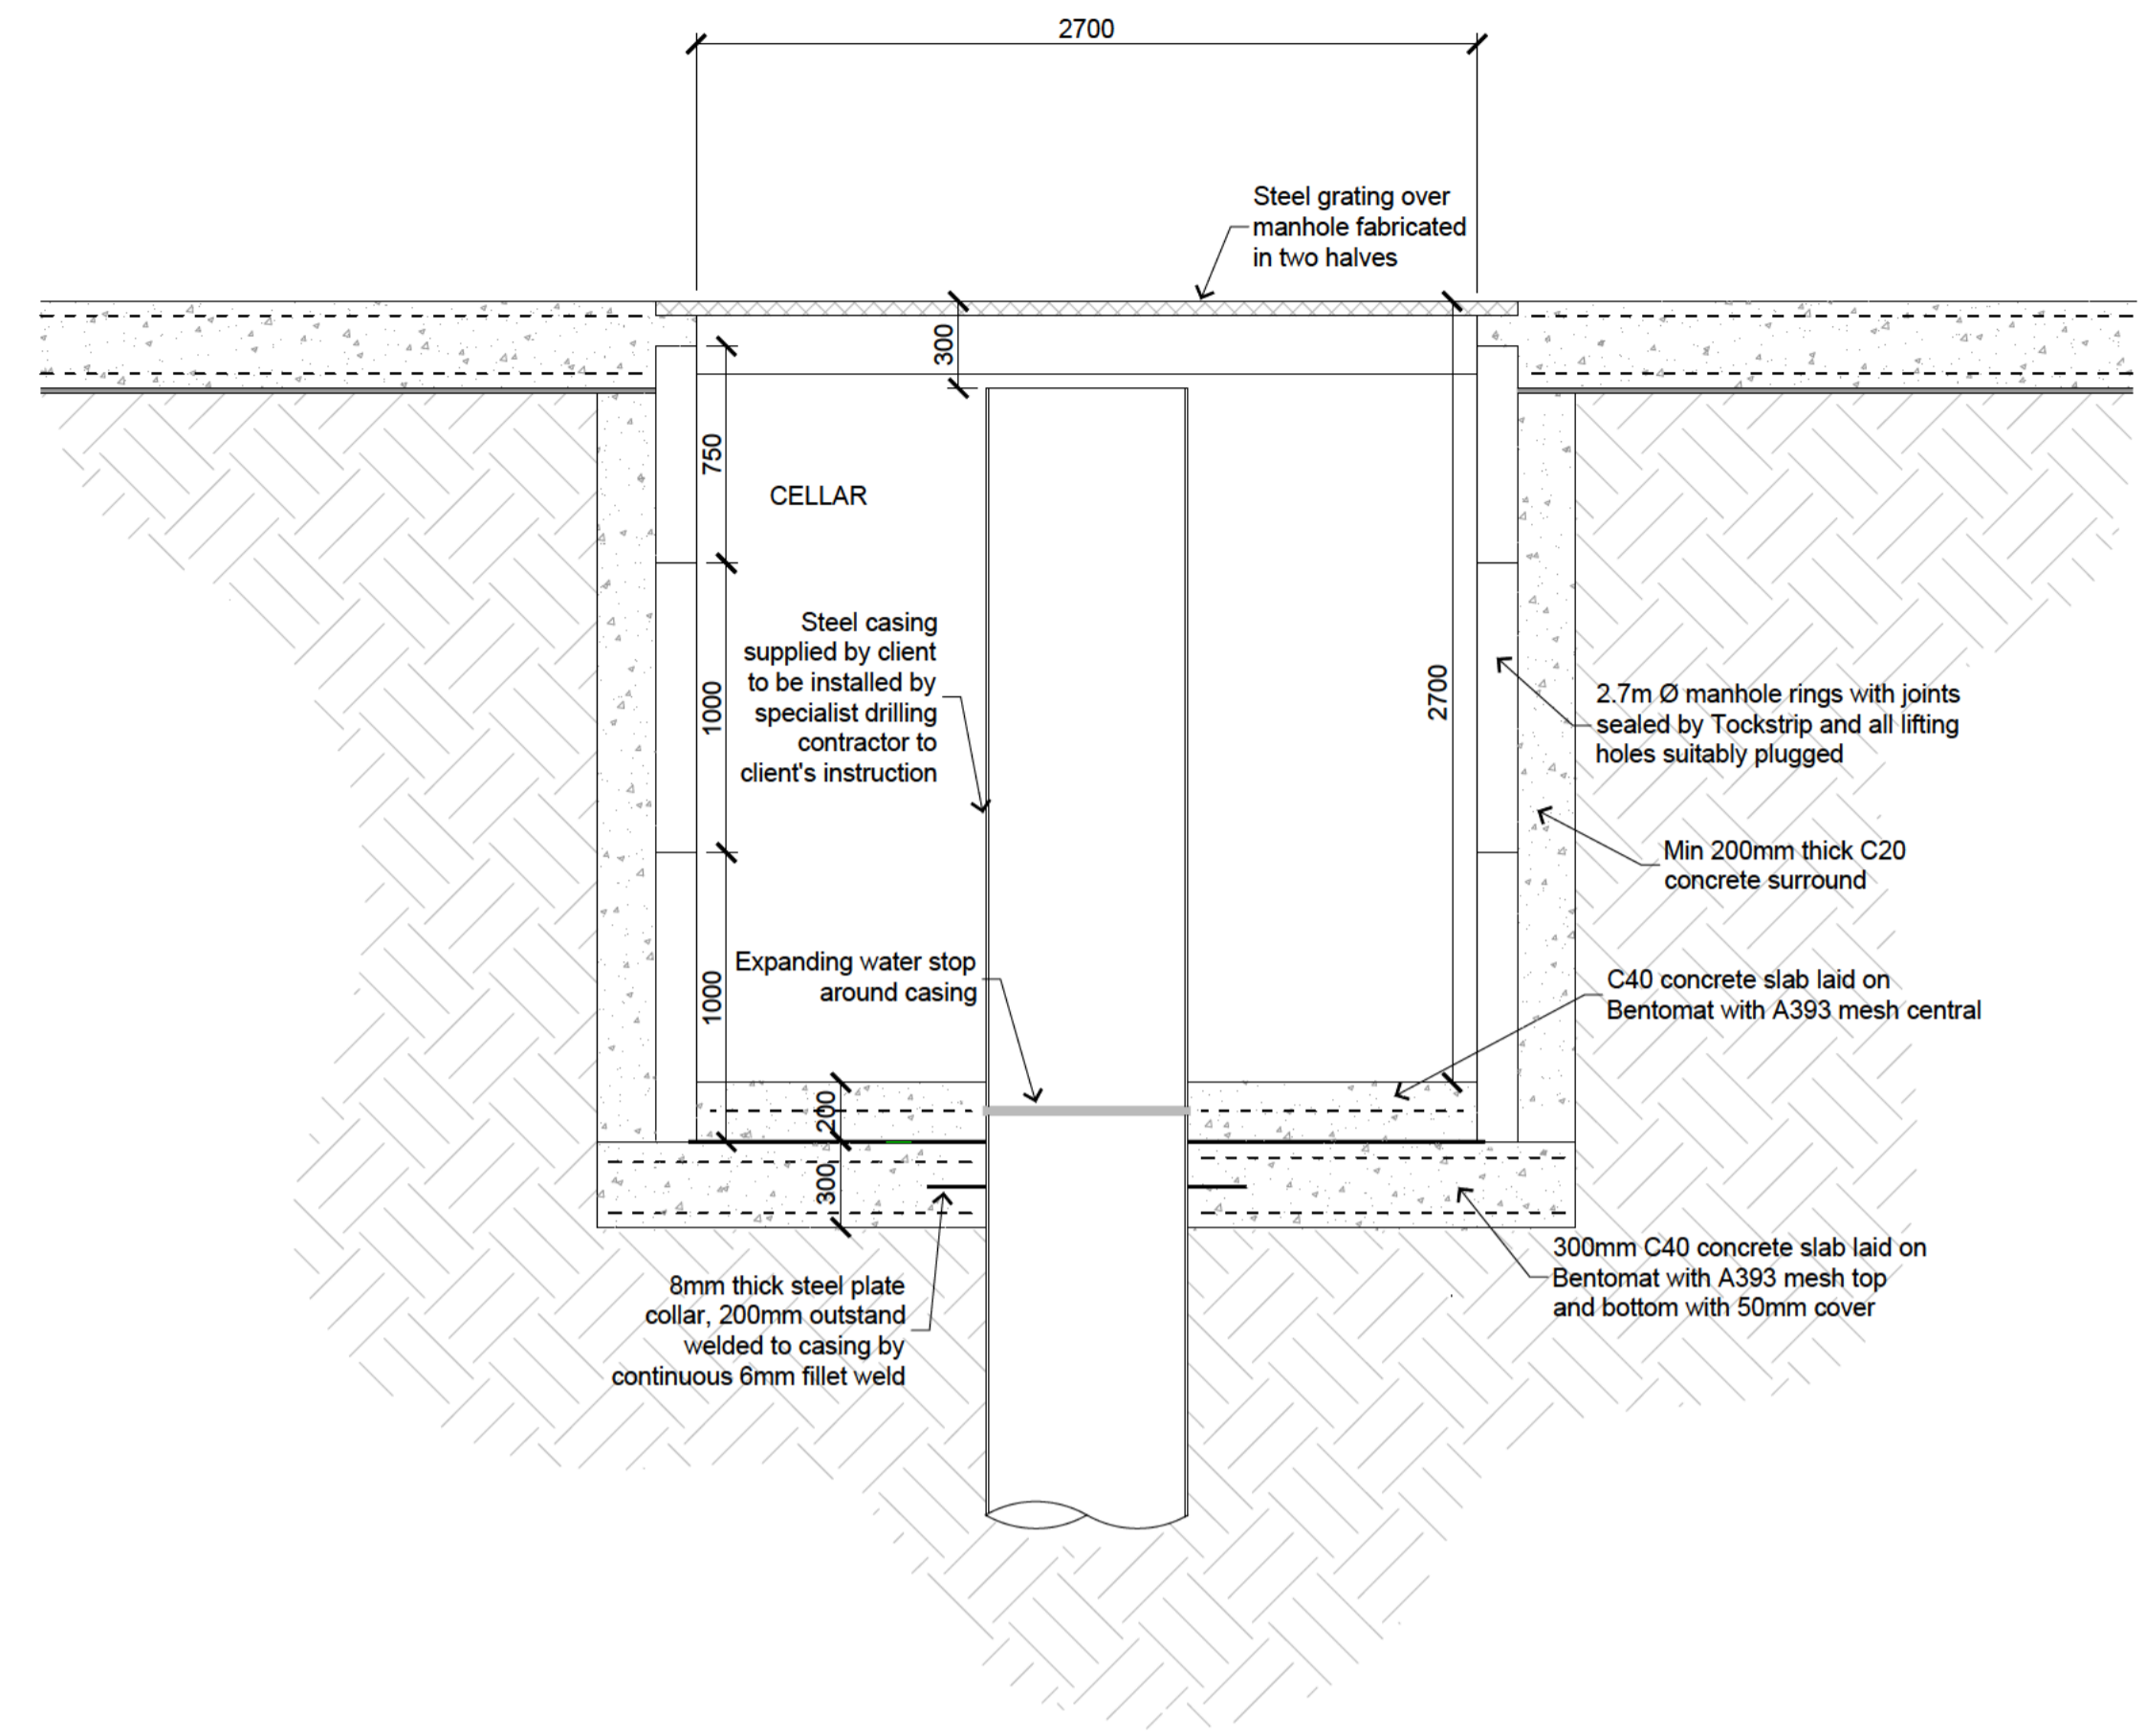 2700
Steel grating over
manhole fabricated
in two halves
300
750
CELLAR
Steel casing
supplied by client
to be installed by
specialist drilling
contractor to
client's instruction
1000
2700
2.7m Ø manhole rings with joints
sealed by Tockstrip and all lifting
holes suitably plugged
Min 200mm thick C20
concrete surround
Expanding water stop
around casing
1000
C40 concrete slab laid on
Bentomat with A393 mesh central
200
300
8mm thick steel plate
collar, 200mm outstand
welded to casing by
continuous 6mm fillet weld
300mm C40 concrete slab laid on
Bentomat with A393 mesh top
and bottom with 50mm cover